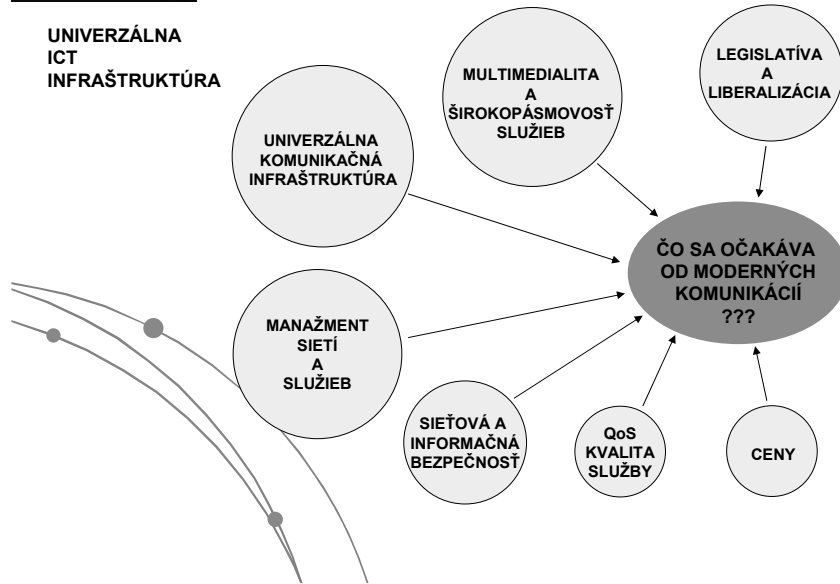 UNIVERZÁLNA
ICT
INFRAŠTRUKTÚRA
MULTIMEDIALITA
A
ŠIROKOPÁSMOVOSŤ
SLUŽIEB
LEGISLATÍVA
A
LIBERALIZÁCIA
UNIVERZÁLNA
KOMUNIKAČNÁ
INFRAŠTRUKTÚRA
ČO SA OČAKÁVA
OD MODERNÝCH
KOMUNIKÁCIÍ
???
MANAŽMENT
SIETÍ
A
SLUŽIEB
SIEŤOVÁ A
INFORMAČNÁ
BEZPEČNOSŤ
QoS
KVALITA
SLUŽBY
CENY